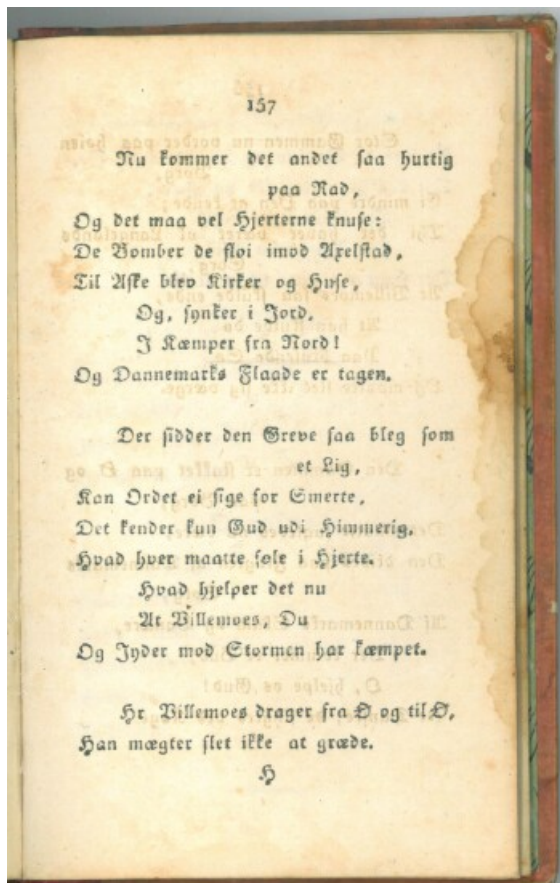 157
Nu kommer det andet saa hurtig
paa Rad,
Og det maa vel Hjerterne knuse:
De Bomber de fløi imod Axelstad,
Til Aske blev Kirker og Huse,
Og, synker i Jord,
I Kæmper fra Nord!
Og Dannemarks Flaade er tagen.
Der sidder den Greve saa bleg som
et Lig,
Kan Ordet ei sige for Smerte,
Det kender kun Gud udi Himmerig,
Hvad hver maatte føle i Hjerte.
Hvad hjelper det nu
At Villemoes, Du
Og Jyder mod Stormen har kæmpet.
Hr Villemoes drager fra Ø og til Ø,
Han mægter slet ikke at græde.
H